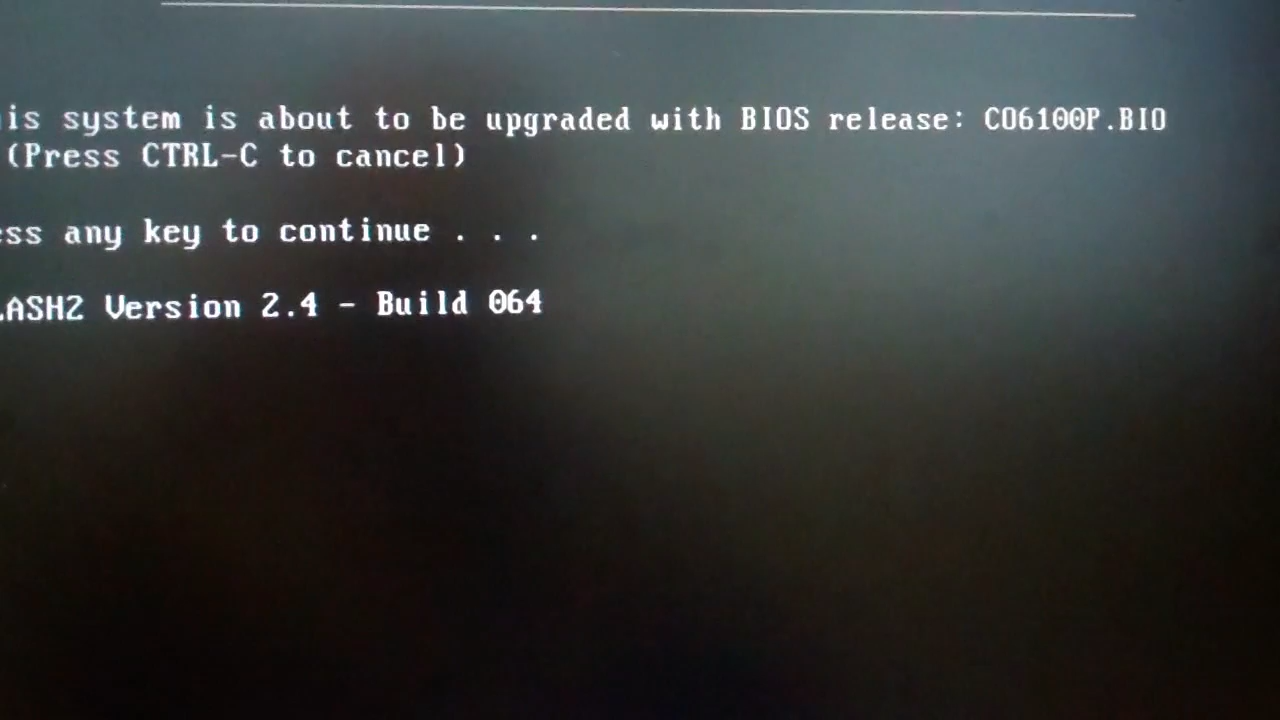 is system is about to be upgraded with BIOS release: CO6100P.BIO
(Press CTRL-C to cancel)
ess any key to continue . . .
LASH2 Version 2.4 - Build 064